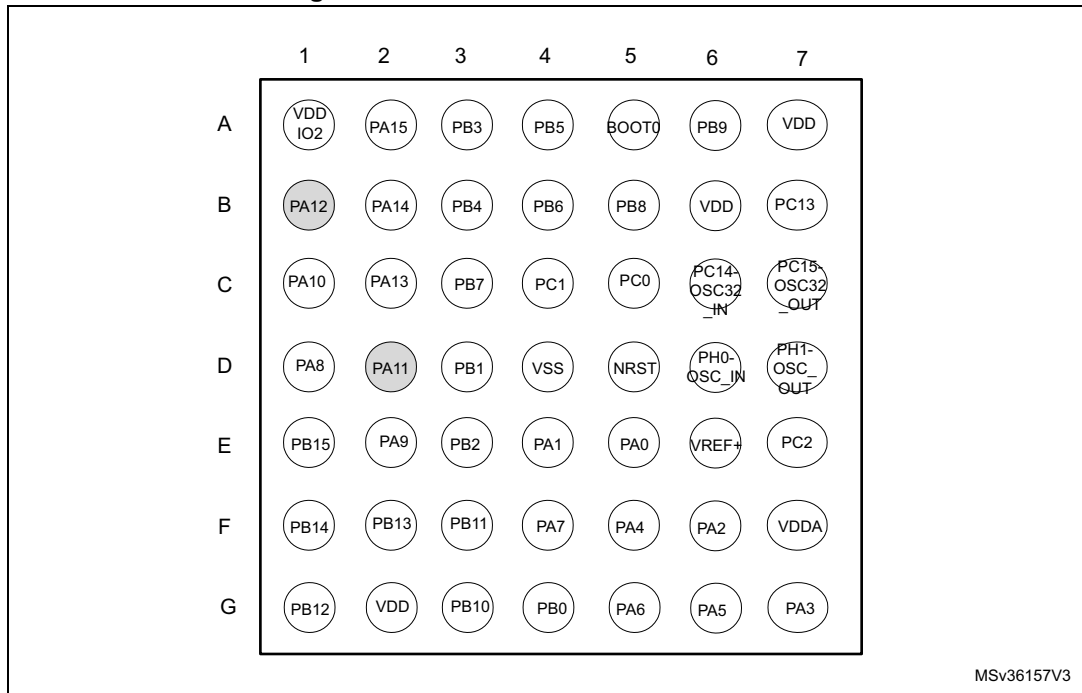 1 2 3 4 5 6 7
A VDD IO2 PA15 PB3 PB5 BOOT0 PB9 VDD
B PA12 PA14 PB4 PB6 PB8 VDD PC13
C PA10 PA13 PB7 PC1 PC0 PC14-OSC32_IN PC15-OSC32_OUT
D PA8 PA11 PB1 VSS NRST PH0-OSC_IN PH1-OSC_OUT
E PB15 PA9 PB2 PA1 PA0 VREF+ PC2
F PB14 PB13 PB11 PA7 PA4 PA2 VDDA
G PB12 VDD PB10 PB0 PA6 PA5 PA3
MSv36157V3